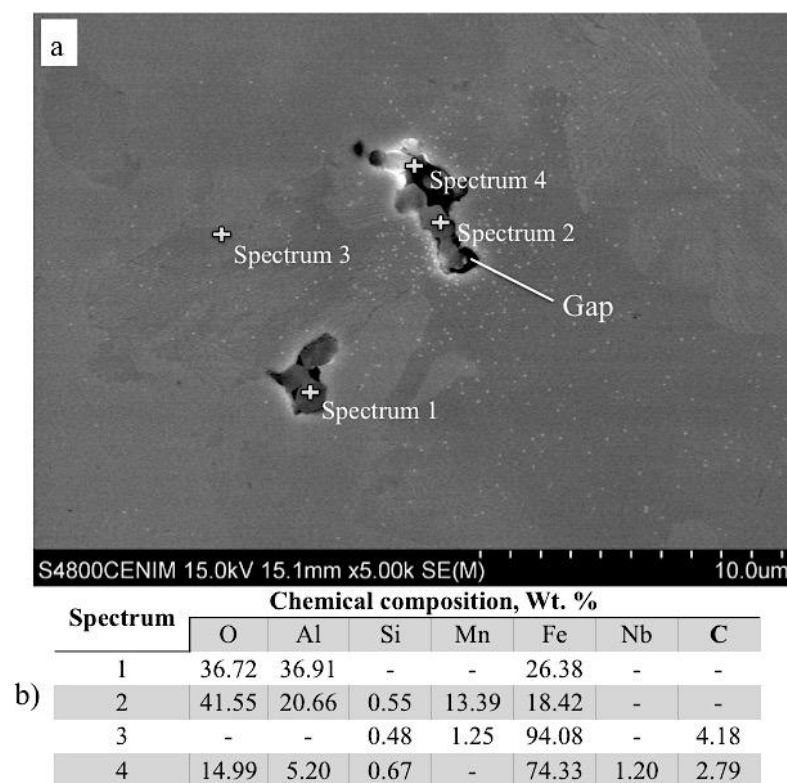 a
Spectrum 4
Spectrum 2
Spectrum 3
Gap
Spectrum 1
S4800CENIM 15.0kV 15.1mm x5.00k SE(M) 10.0um
b)
Spectrum Chemical composition, Wt. %
O Al Si Mn Fe Nb C
1 36.72 36.91 - - 26.38 - -
2 41.55 20.66 0.55 13.39 18.42 - -
3 - - 0.48 1.25 94.08 - 4.18
4 14.99 5.20 0.67 - 74.33 1.20 2.79